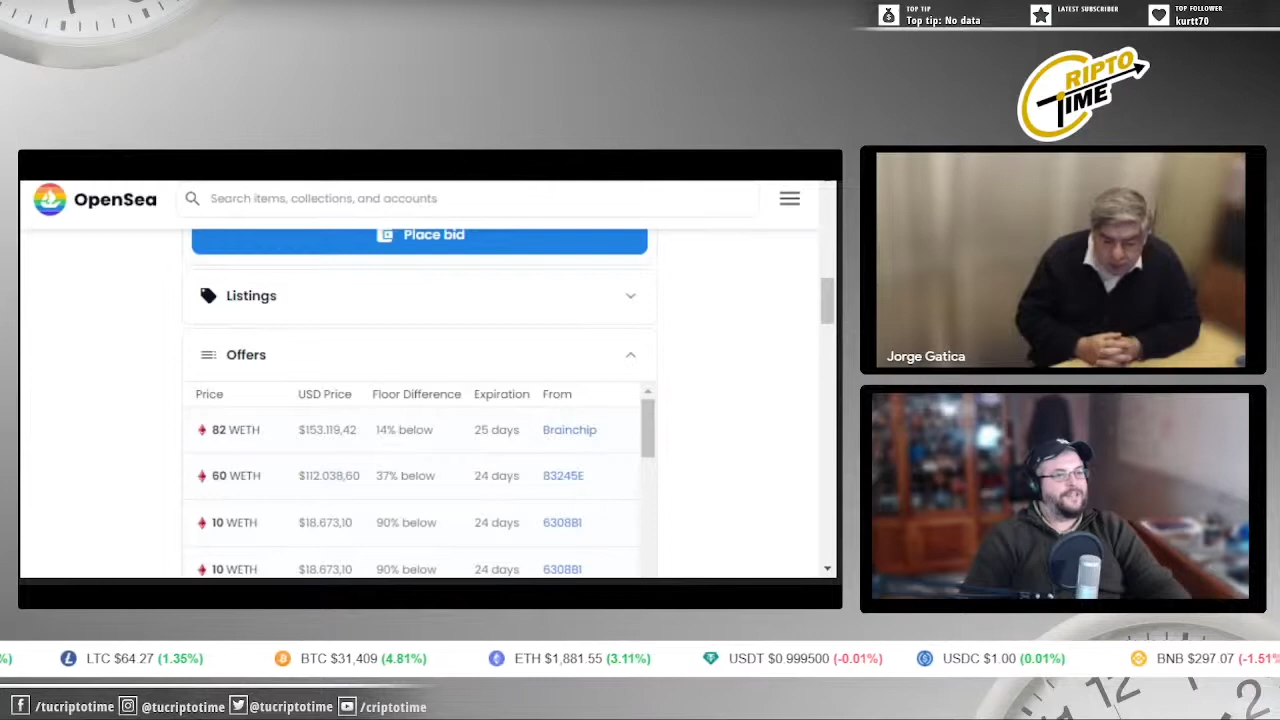 TOP TIP
Top tip: No data
LATEST SUBSCRIBER
TOP FOLLOWER
kurtt70
CRIPTO
TIME
OpenSea
Search items, collections, and accounts
Place bid
Listings
Offers
Price USD Price Floor Difference Expiration From
82 WETH $153.119,42 14% below 25 days Brainchip
60 WETH $112.038,60 37% below 24 days 83245E
10 WETH $18.673,10 90% below 24 days 6308B1
10 WETH $18.673,10 90% below 24 days 6308B1
Jorge Gatica
%) LTC $64.27 (1.35%) BTC $31,409 (4.81%) ETH $1,881.55 (3.11%) USDT $0.999500 (-0.01%) USDC $1.00 (0.01%) BNB $297.07 (-1.51%
/tucriptotime @tucriptotime @tucriptotime /criptotime
12
1
2